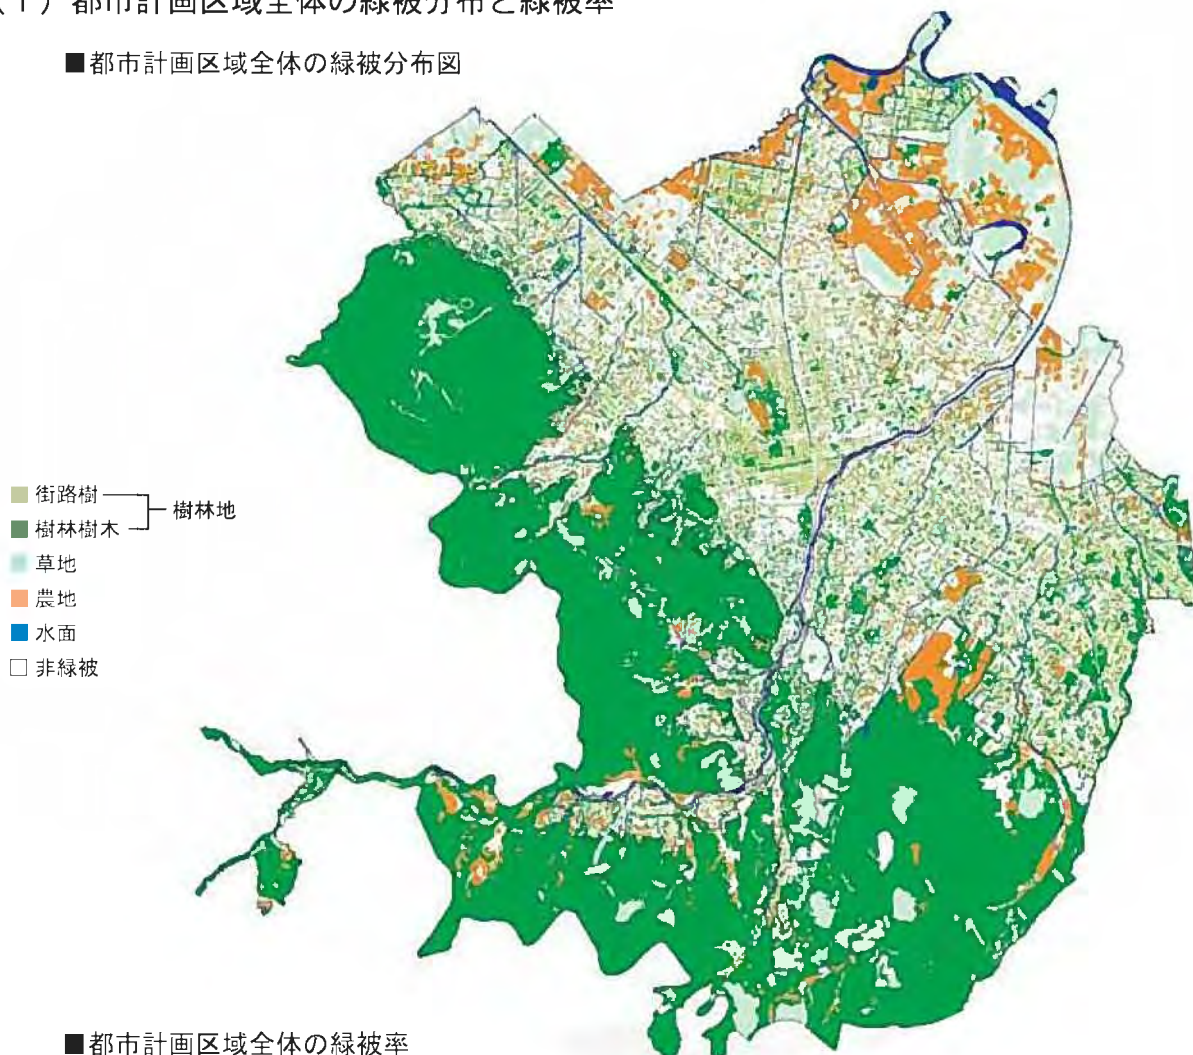 (1) 都市計画区域全体の緑被分布と緑被率
■都市計画区域全体の緑被分布図
街路樹
樹林地
樹林樹木
草地
農地
水面
非緑被
■都市計画区域全体の緑被率